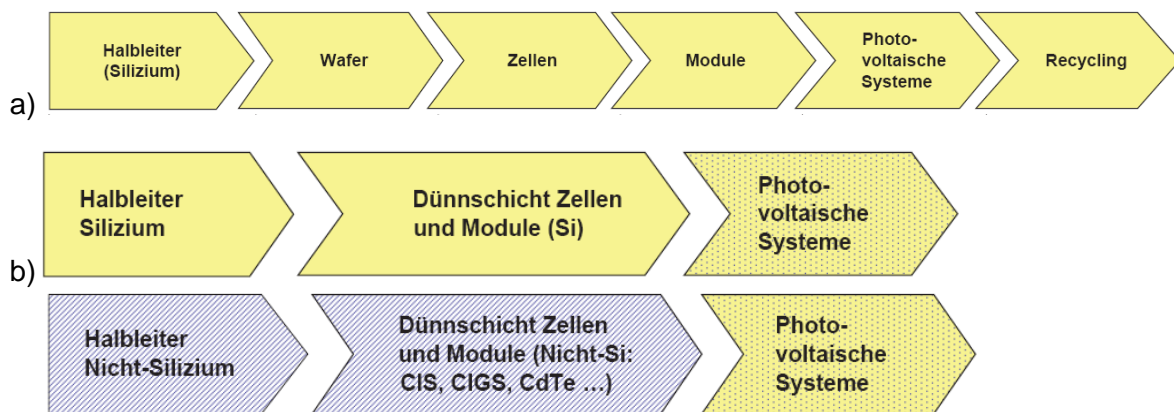 a)
Halbleiter
(Silizium)
Wafer
Zellen
Module
Photo-
voltaische
Systeme
Recycling
b)
Halbleiter
Silizium
Dünnschicht Zellen
und Module (Si)
Photo-
voltaische
Systeme
Halbleiter
Nicht-Silizium
Dünnschicht Zellen
und Module (Nicht-Si:
CIS, CIGS, CdTe ...)
Photo-
voltaische
Systeme